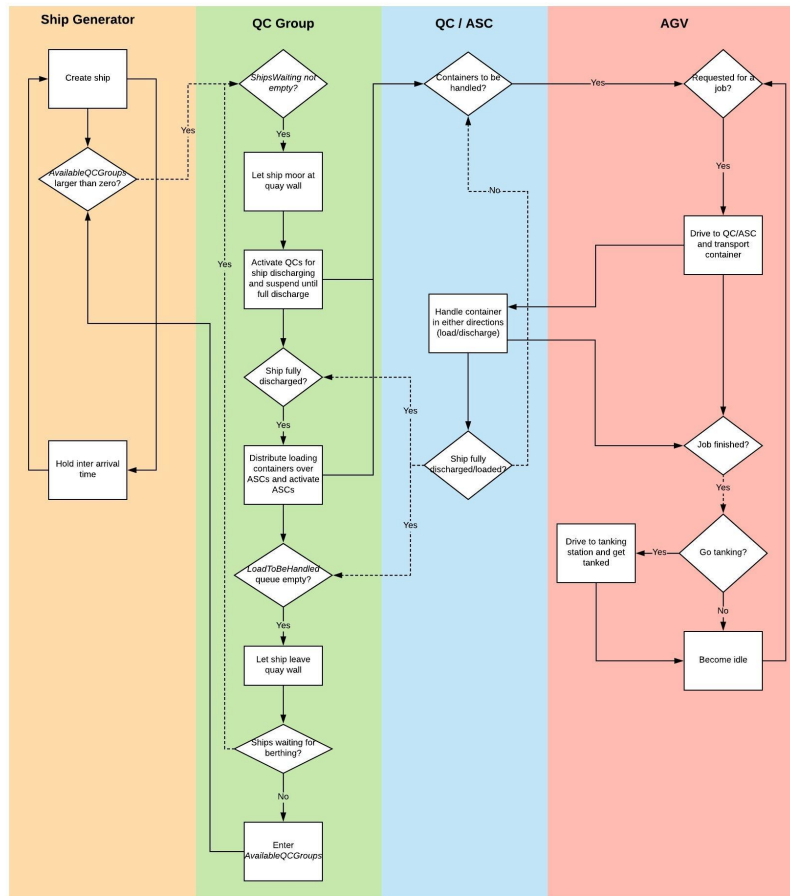 Ship Generator
QC Group
QC / ASC
AGV
Create ship
AvailableQCGroups
larger than zero?
Yes
Hold inter arrival
time
ShipsWaiting not
empty?
Yes
Let ship moor at
quay wall
Yes
Activate QCs for
ship discharging
and suspend until
full discharge
Ship fully
discharged?
Yes
Distribute loading
containers over
ASCs and activate
ASCs
LoadToBeHandled
queue empty?
Yes
Let ship leave
quay wall
Ships waiting for
berthing?
No
Enter
AvailableQCGroups
Containers to be
handled?
Yes
No
Handle container
in either directions
(load/discharge)
Yes
Ship fully
discharged/loaded?
Yes
Requested for a
job?
Yes
Drive to QC/ASC
and transport
container
Job finished?
Yes
Go tanking?
Yes
Drive to tanking
station and get
tanked
No
Become idle